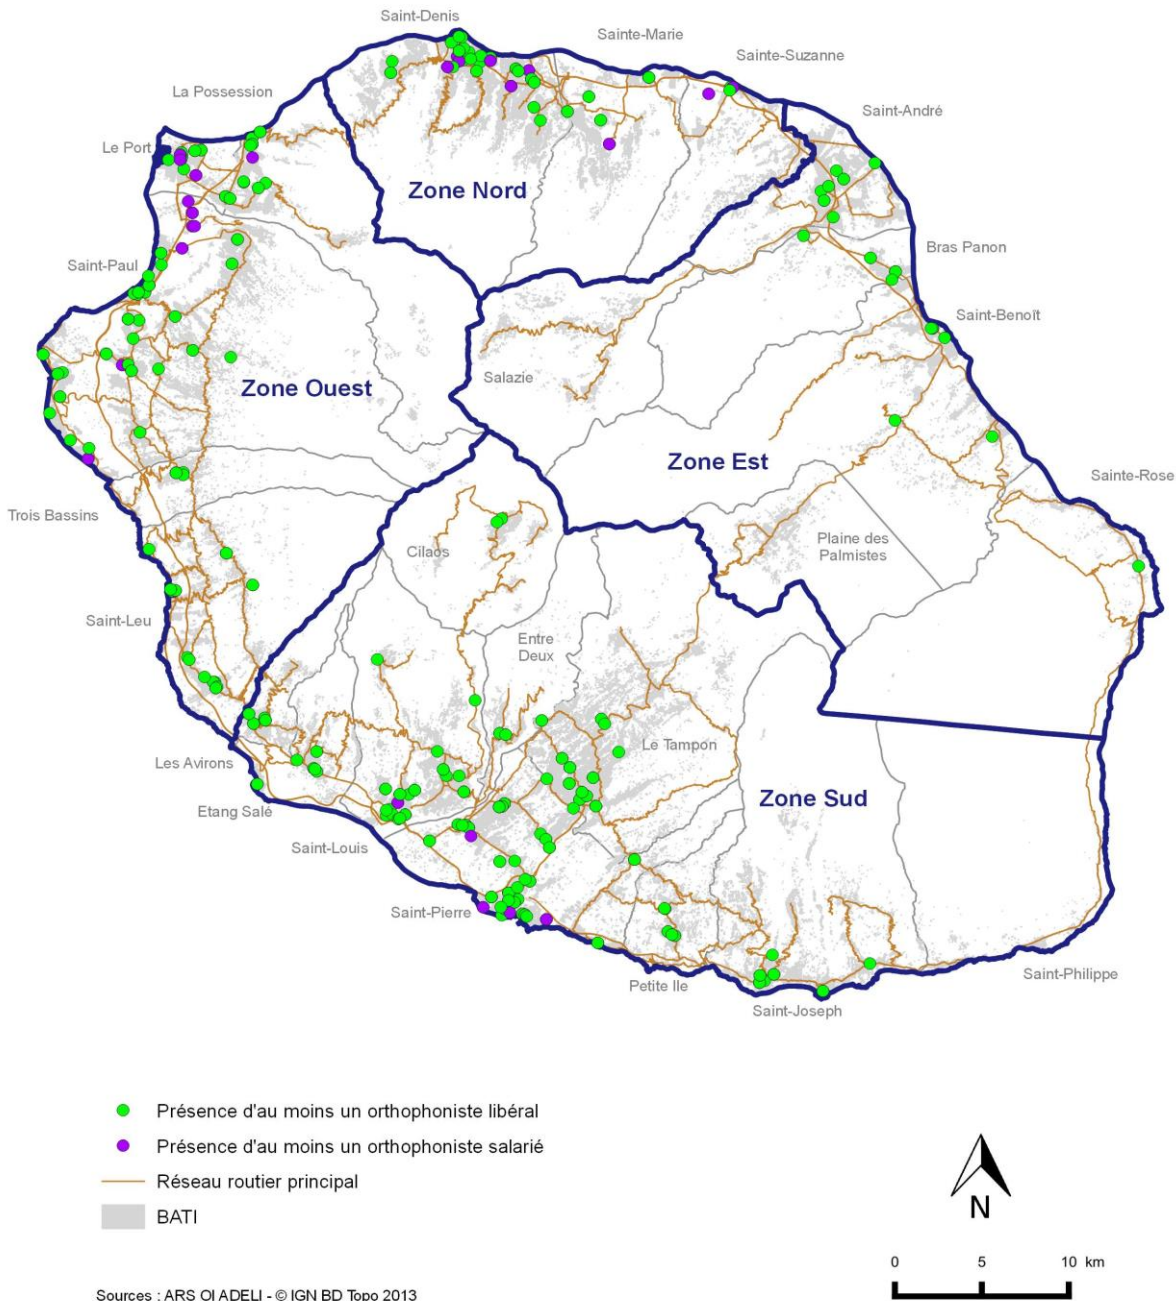 Saint-Denis
Sainte-Marie
Sainte-Suzanne
La Possession
Saint-André
Le Port
Zone Nord
Bras Panon
Saint-Paul
Saint-Benoît
Salazie
Zone Ouest
Zone Est
Sainte-Rose
Trois Bassins
Plaine des
Palmistes
Cilaos
Saint-Leu
Entre
Deux
Le Tampon
Les Avirons
Zone Sud
Etang Salé
Saint-Louis
Saint-Pierre
Saint-Philippe
Petite Ile
Saint-Joseph
Présence d'au moins un orthophoniste libéral
Présence d'au moins un orthophoniste salarié
Réseau routier principal
BATI
N
0 5 10 km
Sources : ARS OI ADELI - © IGN BD Topo 2013